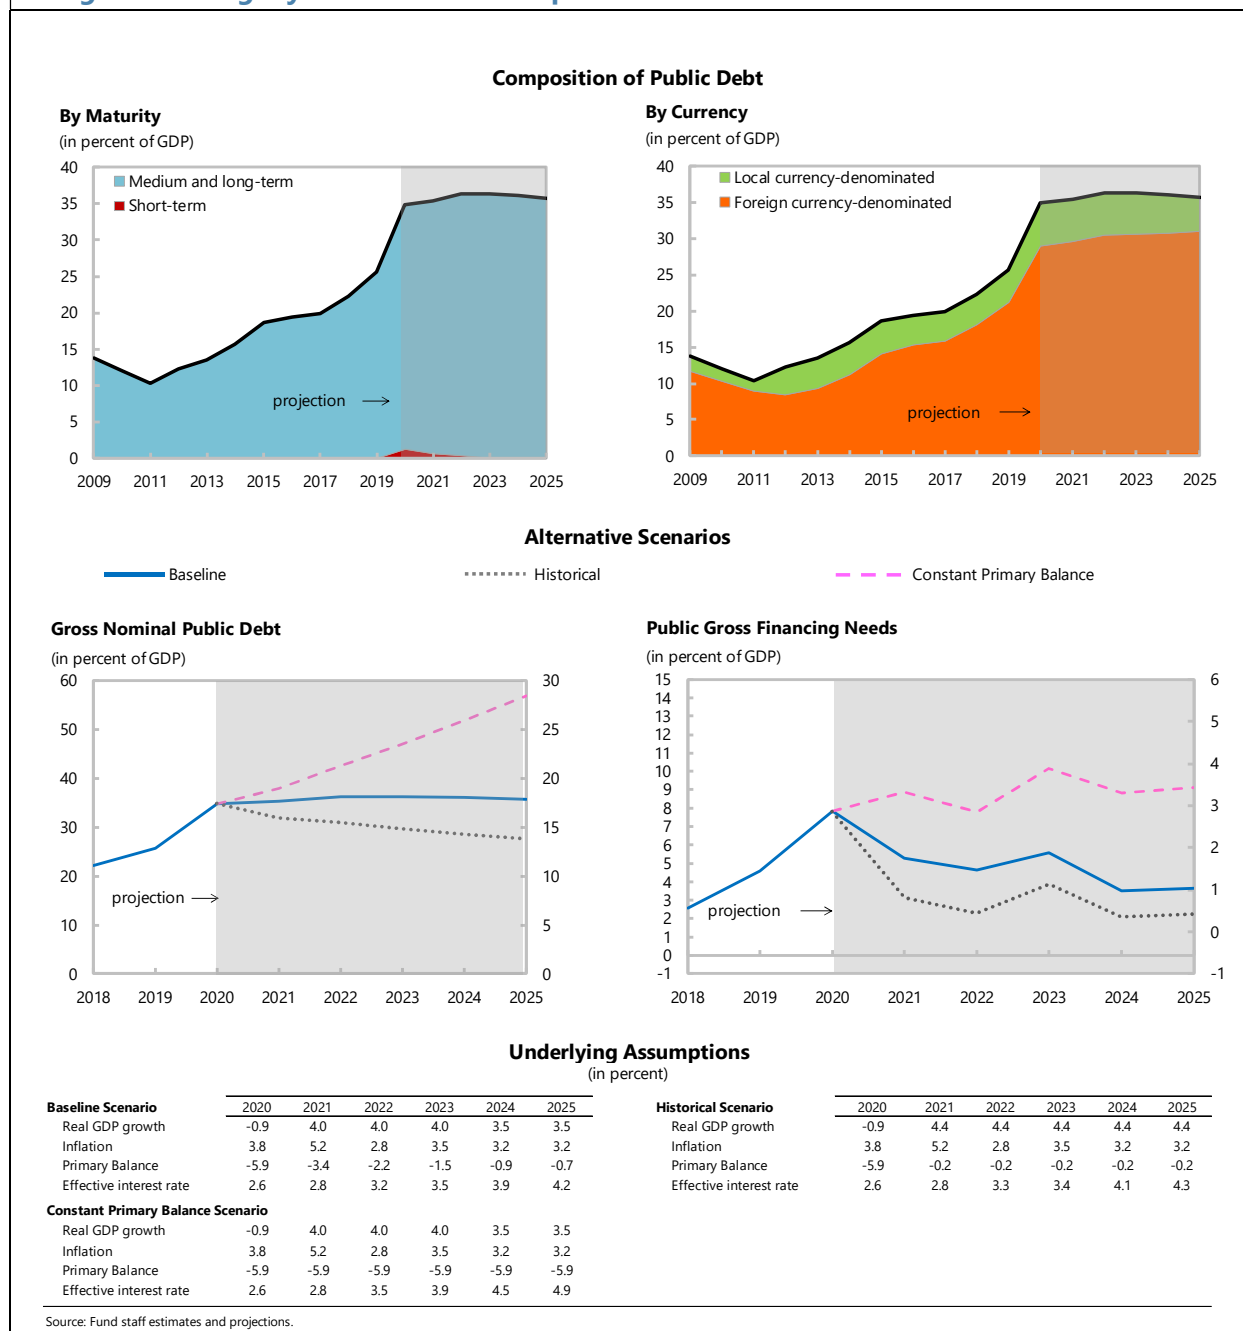 Composition of Public Debt
By Maturity
(in percent of GDP)
40
35
30
25
20
15
10
5
0
Medium and long-term
Short-term
projection
2009 2011 2013 2015 2017 2019 2021 2023 2025
By Currency
(in percent of GDP)
40
35
30
25
20
15
10
5
0
Local currency-denominated
Foreign currency-denominated
projection
2009 2011 2013 2015 2017 2019 2021 2023 2025
Alternative Scenarios
Baseline Historical Constant Primary Balance
Gross Nominal Public Debt
(in percent of GDP)
60
50
40
30
20
10
0
projection
30
25
20
15
10
5
0
2018 2019 2020 2021 2022 2023 2024 2025
Public Gross Financing Needs
(in percent of GDP)
15
14
13
12
11
10
9
8
7
6
5
4
3
2
1
0
-1
projection
6
5
4
3
2
1
0
-1
2018 2019 2020 2021 2022 2023 2024 2025
Underlying Assumptions
(in percent)
Baseline Scenario 2020 2021 2022 2023 2024 2025
Real GDP growth -0.9 4.0 4.0 4.0 3.5 3.5
Inflation 3.8 5.2 2.8 3.5 3.2 3.2
Primary Balance -5.9 -3.4 -2.2 -1.5 -0.9 -0.7
Effective interest rate 2.6 2.8 3.2 3.5 3.9 4.2
Constant Primary Balance Scenario
Real GDP growth -0.9 4.0 4.0 4.0 3.5 3.5
Inflation 3.8 5.2 2.8 3.5 3.2 3.2
Primary Balance -5.9 -5.9 -5.9 -5.9 -5.9 -5.9
Effective interest rate 2.6 2.8 3.5 3.9 4.5 4.9
Historical Scenario 2020 2021 2022 2023 2024 2025
Real GDP growth -0.9 4.4 4.4 4.4 4.4 4.4
Inflation 3.8 5.2 2.8 3.5 3.2 3.2
Primary Balance -5.9 -0.2 -0.2 -0.2 -0.2 -0.2
Effective interest rate 2.6 2.8 3.3 3.4 4.1 4.3
Source: Fund staff estimates and projections.